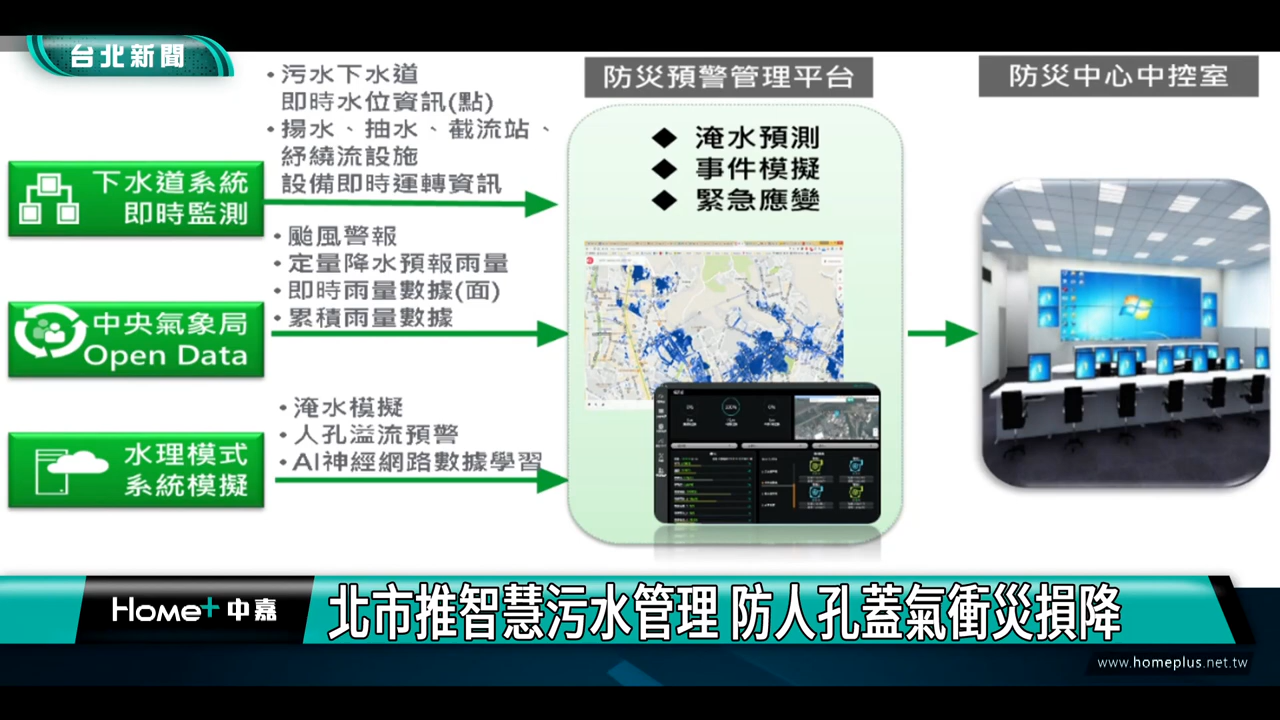 台北新聞
•污水下水道
即時水位資訊(點)
•揚水、抽水、截流站、
紓繞流設施
設備即時運轉資訊
下水道系統
即時監測
•颱風警報
•定量降水預報雨量
•即時雨量數據(面)
•累積雨量數據
中央氣象局
Open Data
•淹水模擬
•人孔溢流預警
•AI神經網路數據學習
水理模式
系統模擬
防災預警管理平台
◆ 淹水預測
◆ 事件模擬
◆ 緊急應變
防災中心中控室
Home+中嘉
北市推智慧污水管理 防人孔蓋氣衝災損降
www.homeplus.net.tw